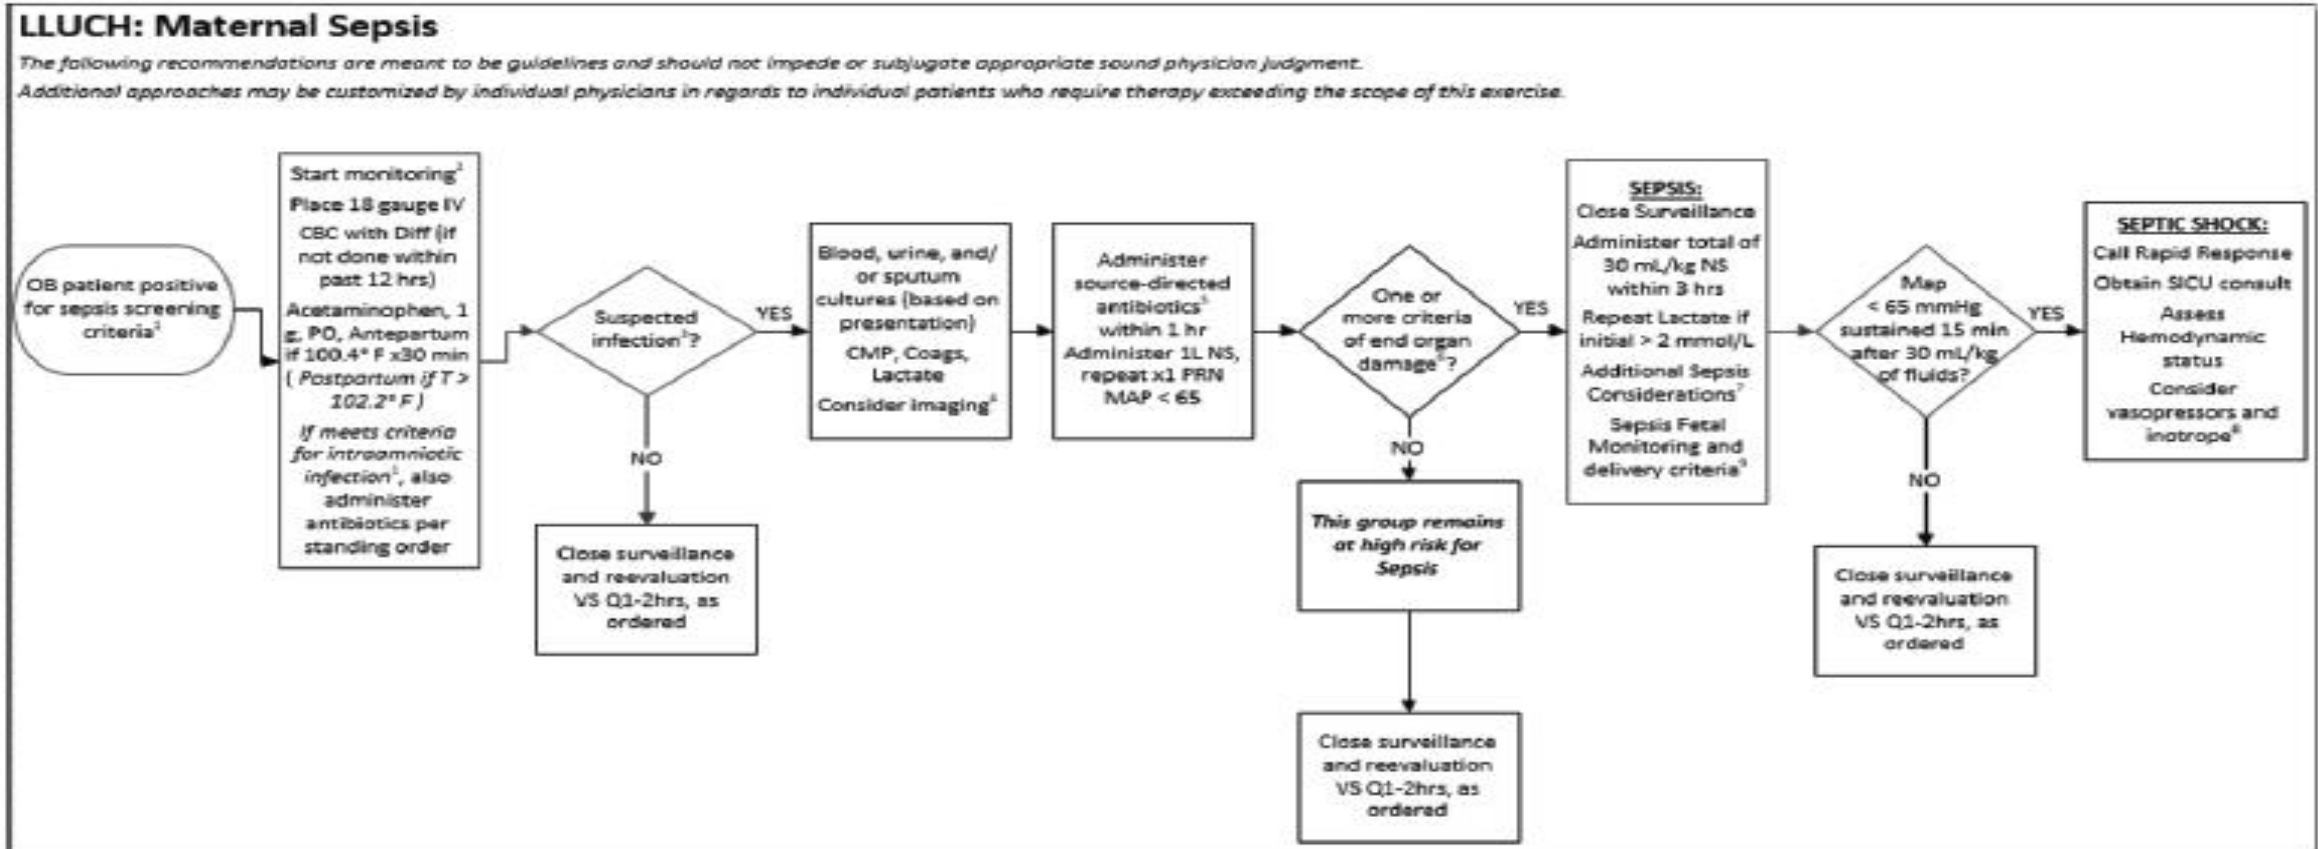 LLUCH: Maternal Sepsis
The following recommendations are meant to be guidelines and should not impede or subjugate appropriate sound physician judgment.
Additional approaches may be customized by individual physicians in regards to individual patients who require therapy exceeding the scope of this exercise.
OB patient positive
for sepsis screening
criteria¹
Start monitoring²
Place 18 gauge IV
CBC with Diff (if
not done within
past 12 hrs)
Acetaminophen, 1
g, PO, Antepartum
if 100.4° F x30 min
( Postpartum if T >
102.2° F )
If meets criteria
for intraamniotic
infection¹, also
administer
antibiotics per
standing order
Suspected
infection³?
YES
NO
Close surveillance
and reevaluation
VS Q1-2hrs, as
ordered
Blood, urine, and/
or sputum
cultures (based on
presentation)
CMP, Coags,
Lactate
Consider imaging⁴
Administer
source-directed
antibiotics⁵
within 1 hr
Administer 1L NS,
repeat x1 PRN
MAP < 65
One or
more criteria
of end organ
damage⁶?
YES
NO
This group remains
at high risk for
Sepsis
Close surveillance
and reevaluation
VS Q1-2hrs, as
ordered
SEPSIS:
Close Surveillance
Administer total of
30 mL/kg NS
within 3 hrs
Repeat Lactate if
initial > 2 mmol/L
Additional Sepsis
Considerations⁷
Sepsis Fetal
Monitoring and
delivery criteria⁹
Map
< 65 mmHg
sustained 15 min
after 30 mL/kg
of fluids?
YES
NO
Close surveillance
and reevaluation
VS Q1-2hrs, as
ordered
SEPTIC SHOCK:
Call Rapid Response
Obtain SICU consult
Assess
Hemodynamic
status
Consider
vasopressors and
inotrope⁸